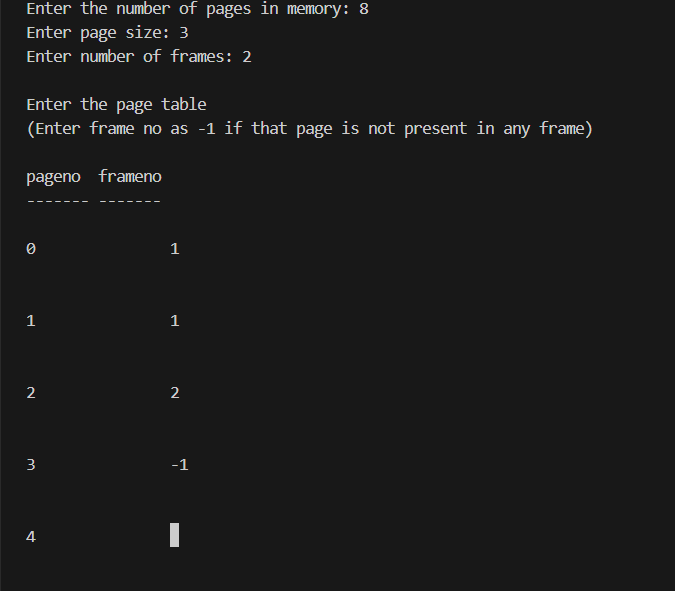 Enter the number of pages in memory: 8
Enter page size: 3
Enter number of frames: 2
Enter the page table
(Enter frame no as -1 if that page is not present in any frame)
pageno  frameno
------- -------
0               1
1               1
2               2
3               -1
4